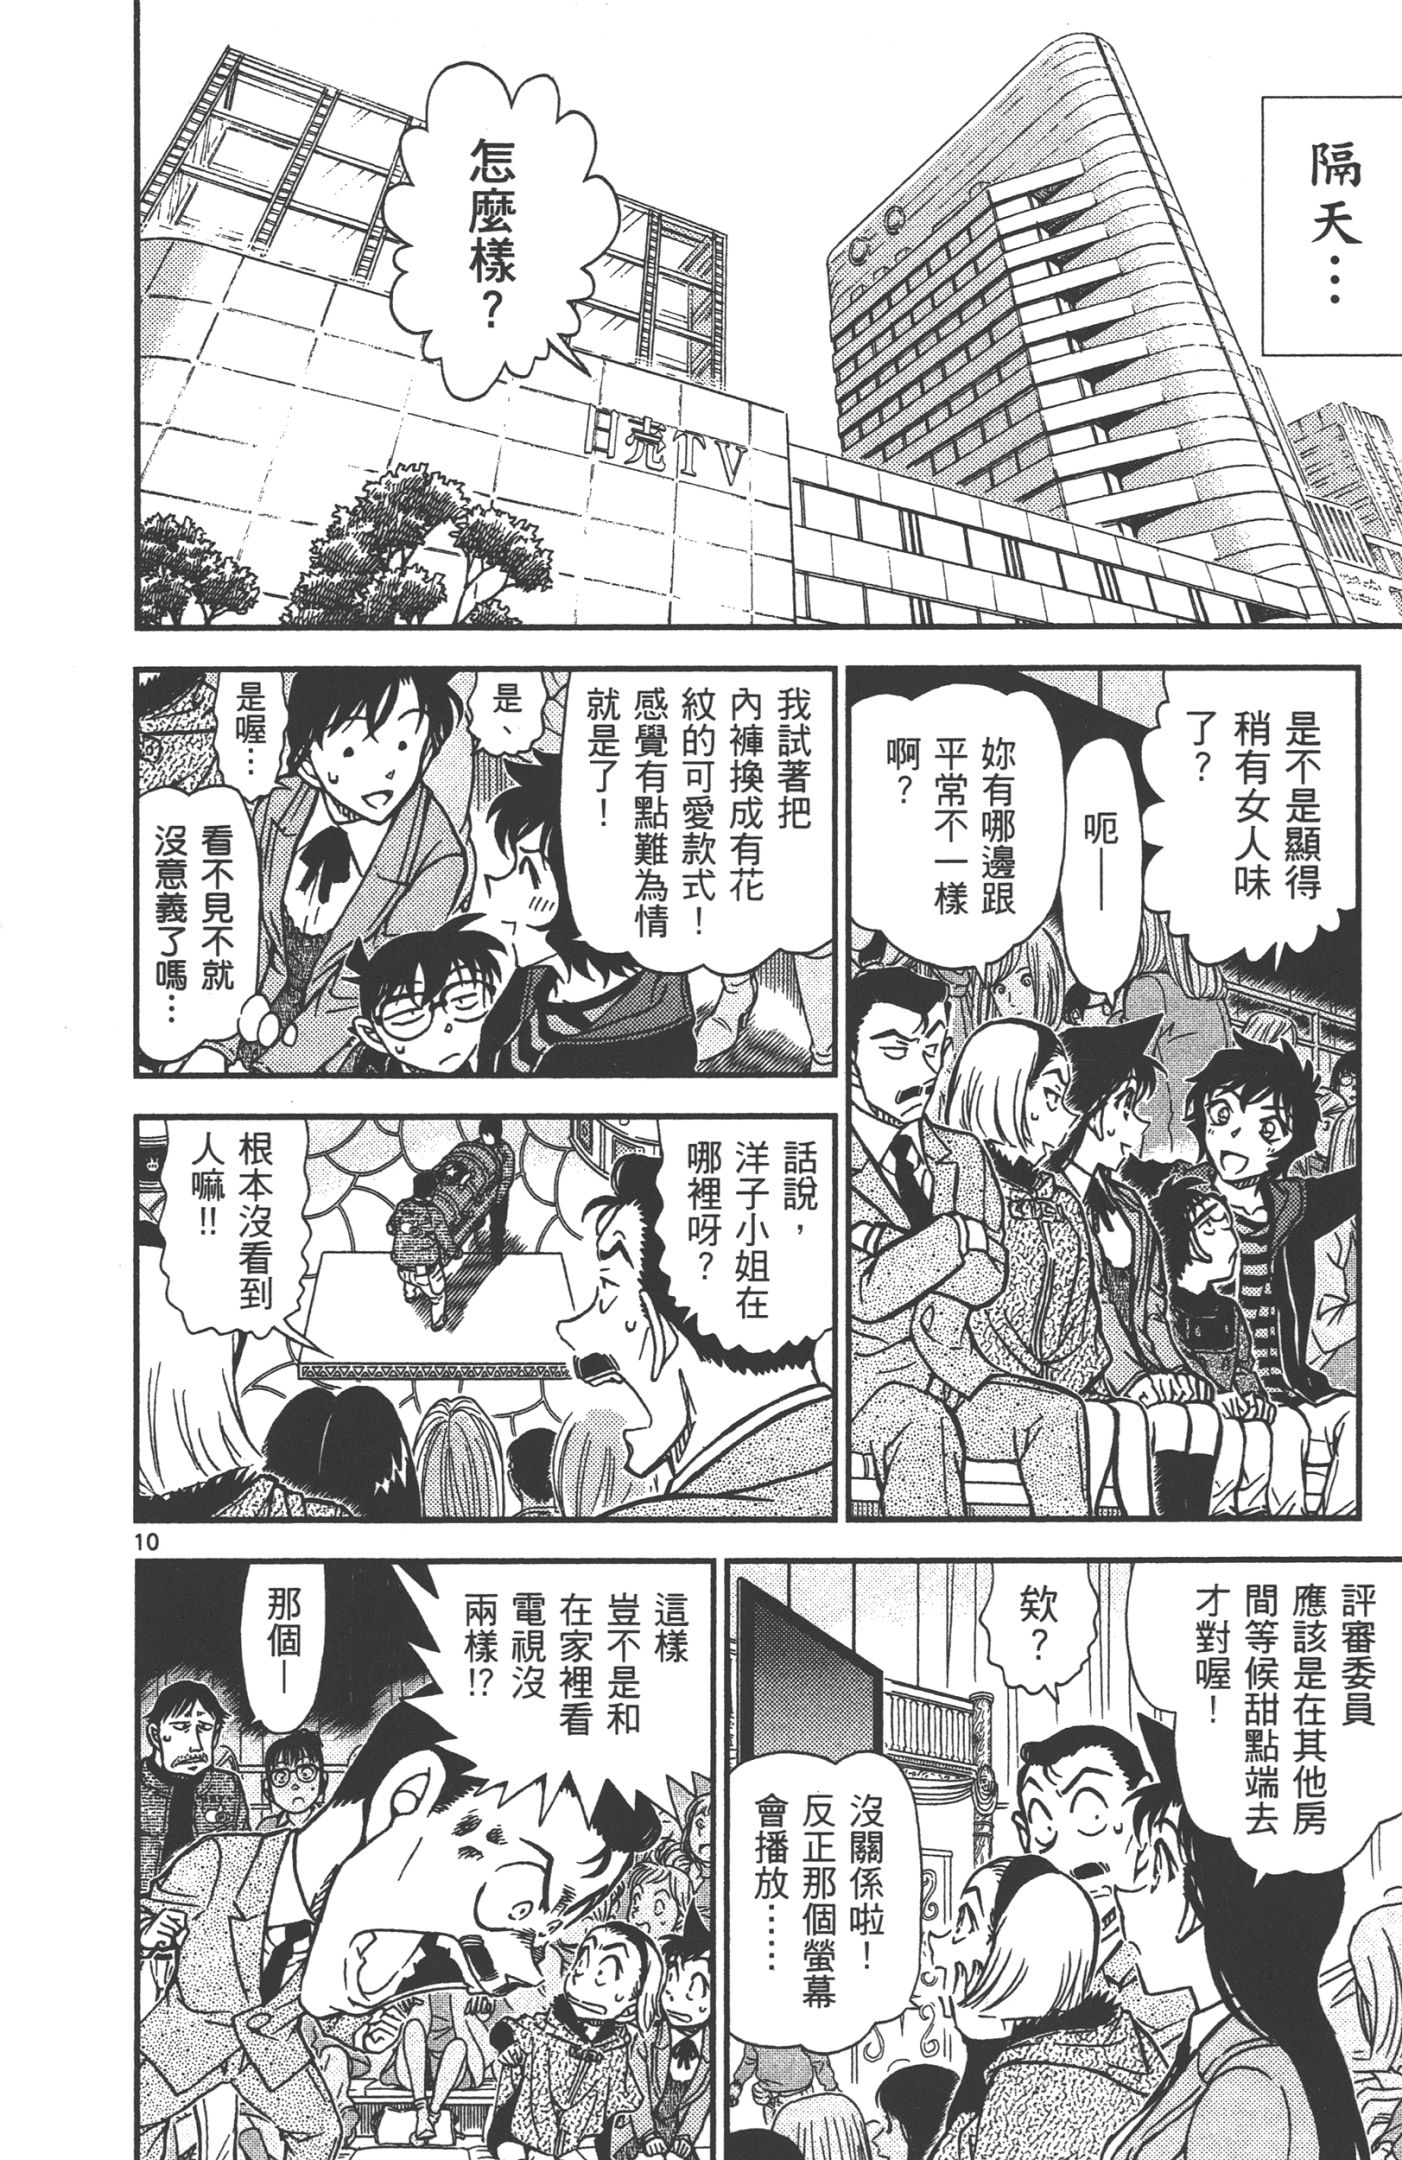 隔天…
怎麼樣？
日売TV
是不是顯得
稍有女人味
了？
呃—
妳有哪邊跟
平常不一樣
啊？
我試著把
內褲換成有花
紋的可愛款式！
感覺有點難為情
就是了！
是、
是喔…
看不見不就
沒意義了嗎…
話說，
洋子小姐在
哪裡呀？
根本沒看到
人嘛!!
評審委員
應該是在其他房
間等候甜點端去
才對喔！
欸？
沒關係啦！
反正那個螢幕
會播放……
這樣
豈不是和
在家裡看
電視沒
兩樣!?
那個—
10